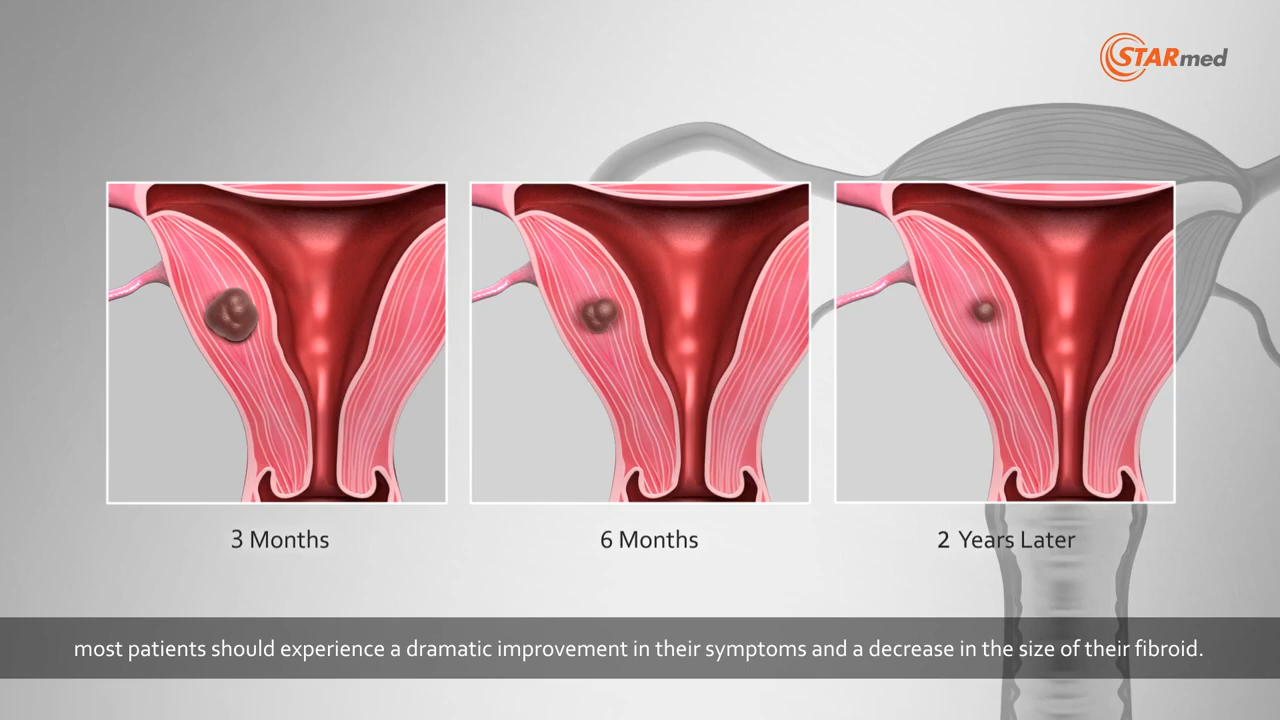 STARmed
3 Months
6 Months
2 Years Later
most patients should experience a dramatic improvement in their symptoms and a decrease in the size of their fibroid.